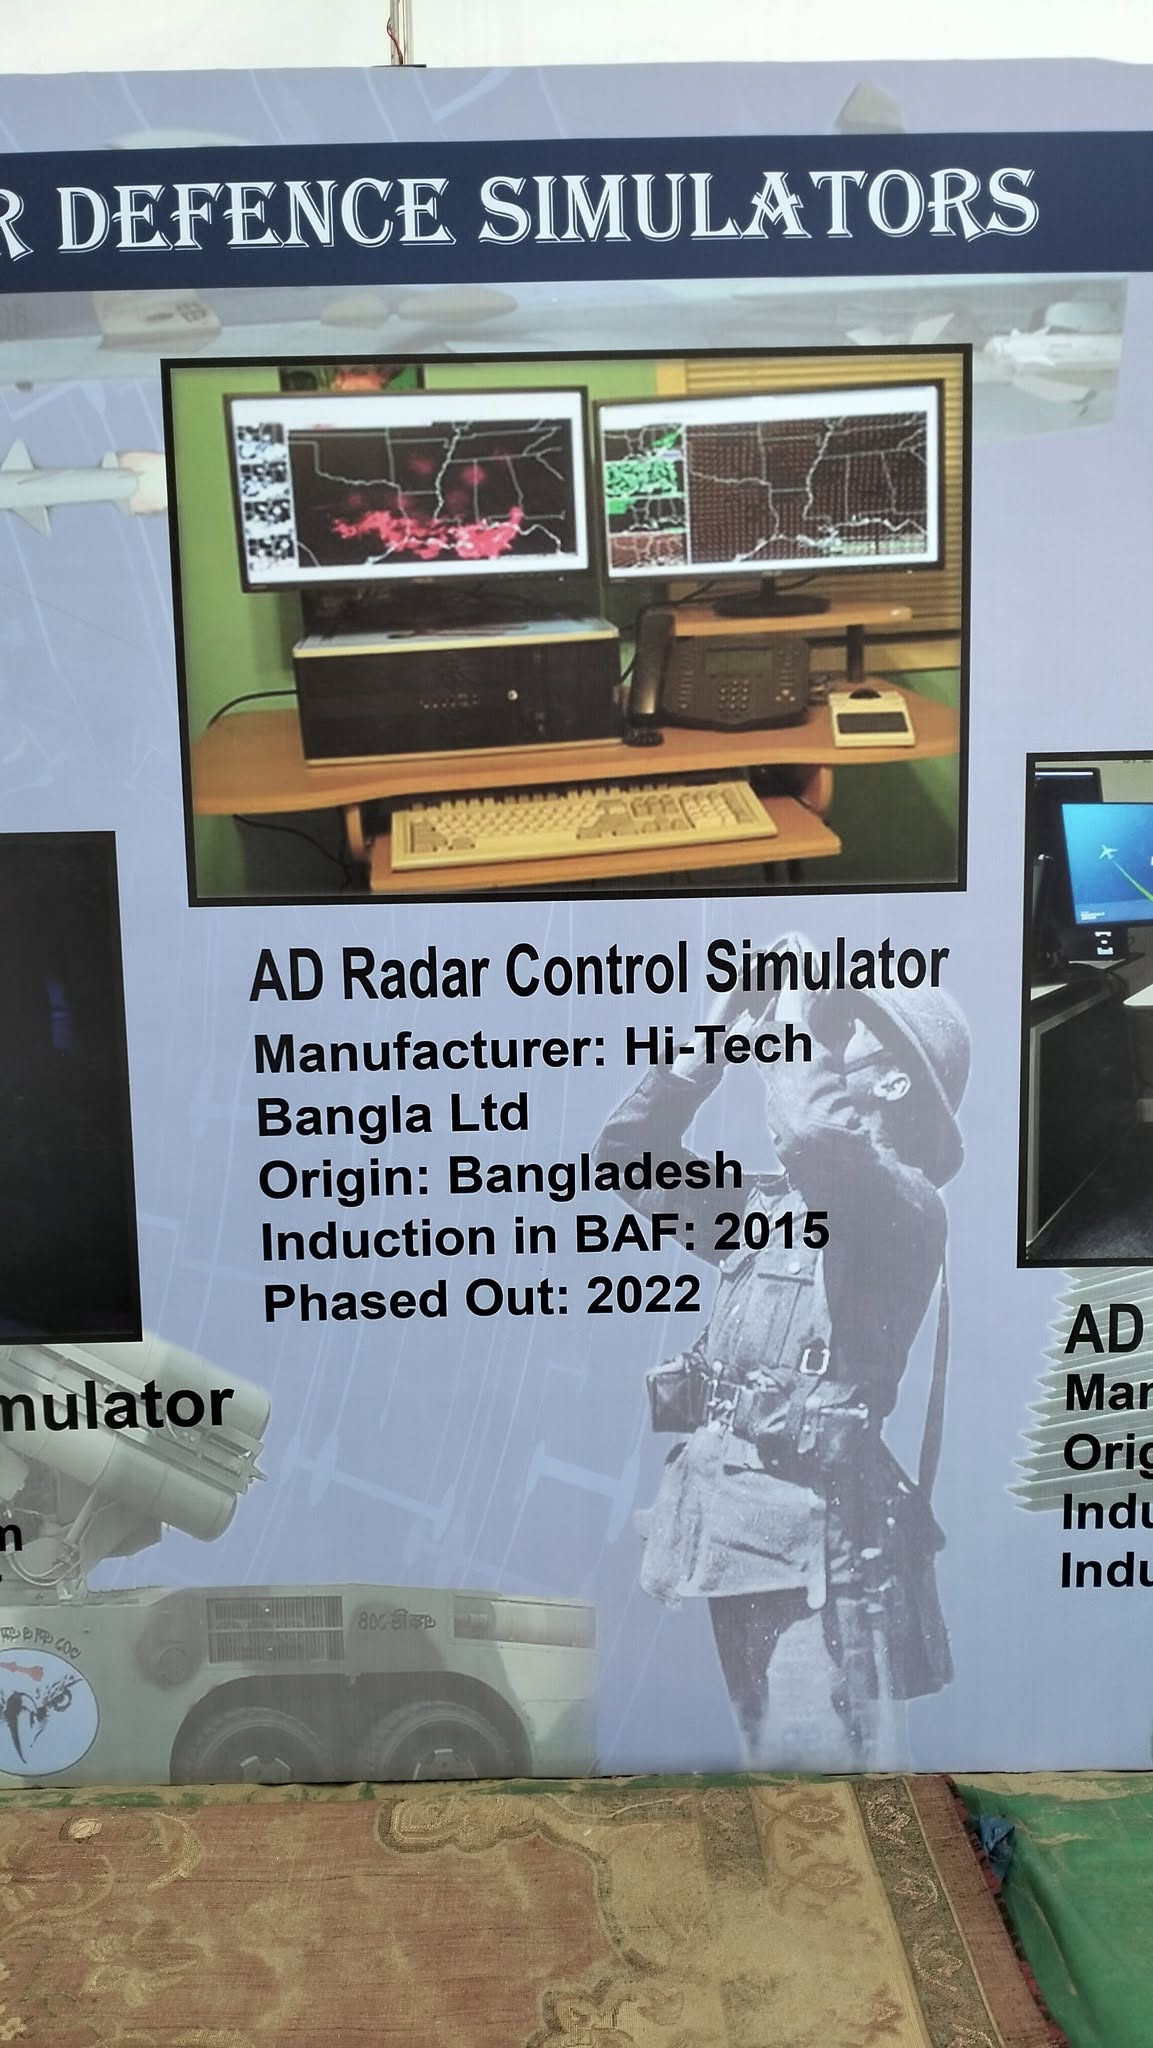 R DEFENCE SIMULATORS
AD Radar Control Simulator
Manufacturer: Hi-Tech
Bangla Ltd
Origin: Bangladesh
Induction in BAF: 2015
Phased Out: 2022
mulator
m
AD
Man
Orig
Indu
Indu